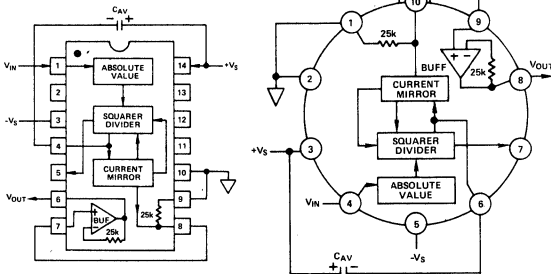 CAV
- +
VIN
1
ABSOLUTE
VALUE
14
+VS
2
13
-VS
3
SQUARER
DIVIDER
12
4
11
5
CURRENT
MIRROR
10
VOUT
6
9
+
BUF
-
25k
25k
7
8
10
1
9
25k
+
-
25k
8
VOUT
2
BUFF
CURRENT
MIRROR
+VS
3
SQUARER
DIVIDER
7
ABSOLUTE
VALUE
VIN
4
6
5
-VS
CAV
+ -